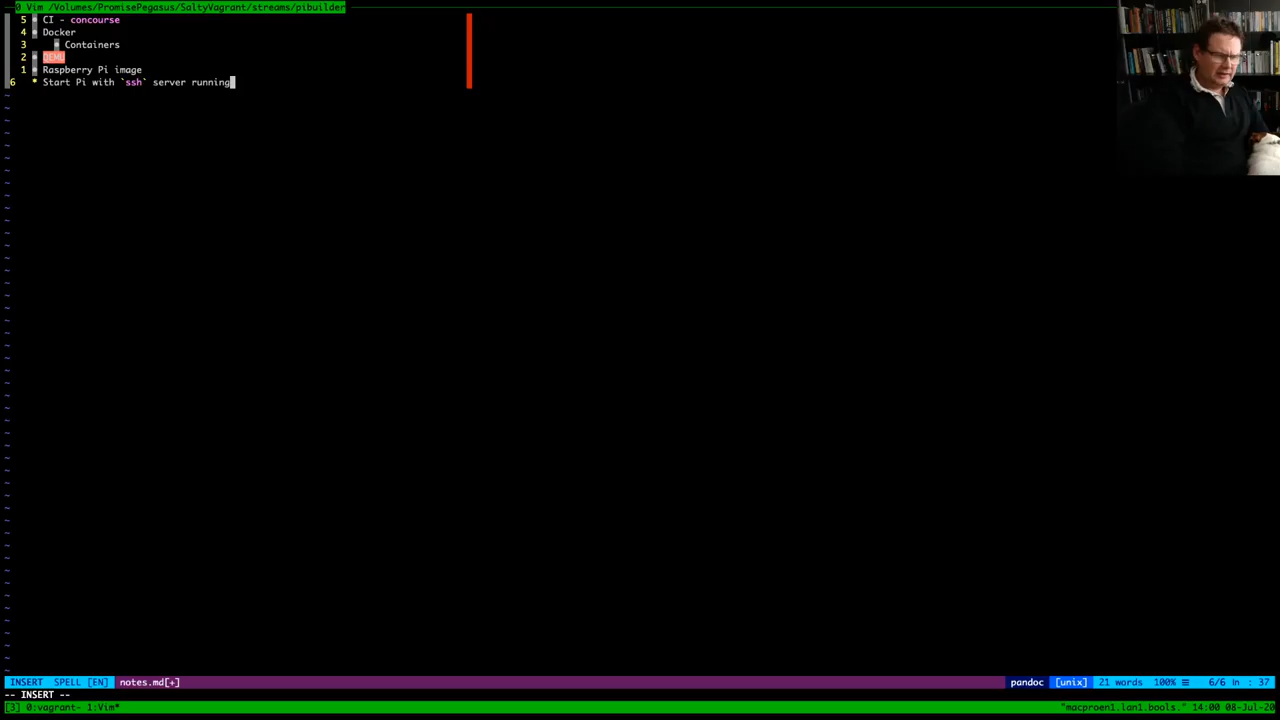 0 Vim /Volumes/PromisePegasus/SaltyVagrant/streams/pibuilder
5 CI - concourse
4 Docker
3 Containers
2 QEMU
1 Raspberry Pi image
6 * Start Pi with `ssh` server running
INSERT SPELL [EN] notes.md[+] pandoc [unix] 21 words 100% ≡ 6/6 ㏑ : 37
-- INSERT --
[3] 0:vagrant- 1:Vim* "macproen1.lan1.bools." 14:00 08-Jul-20